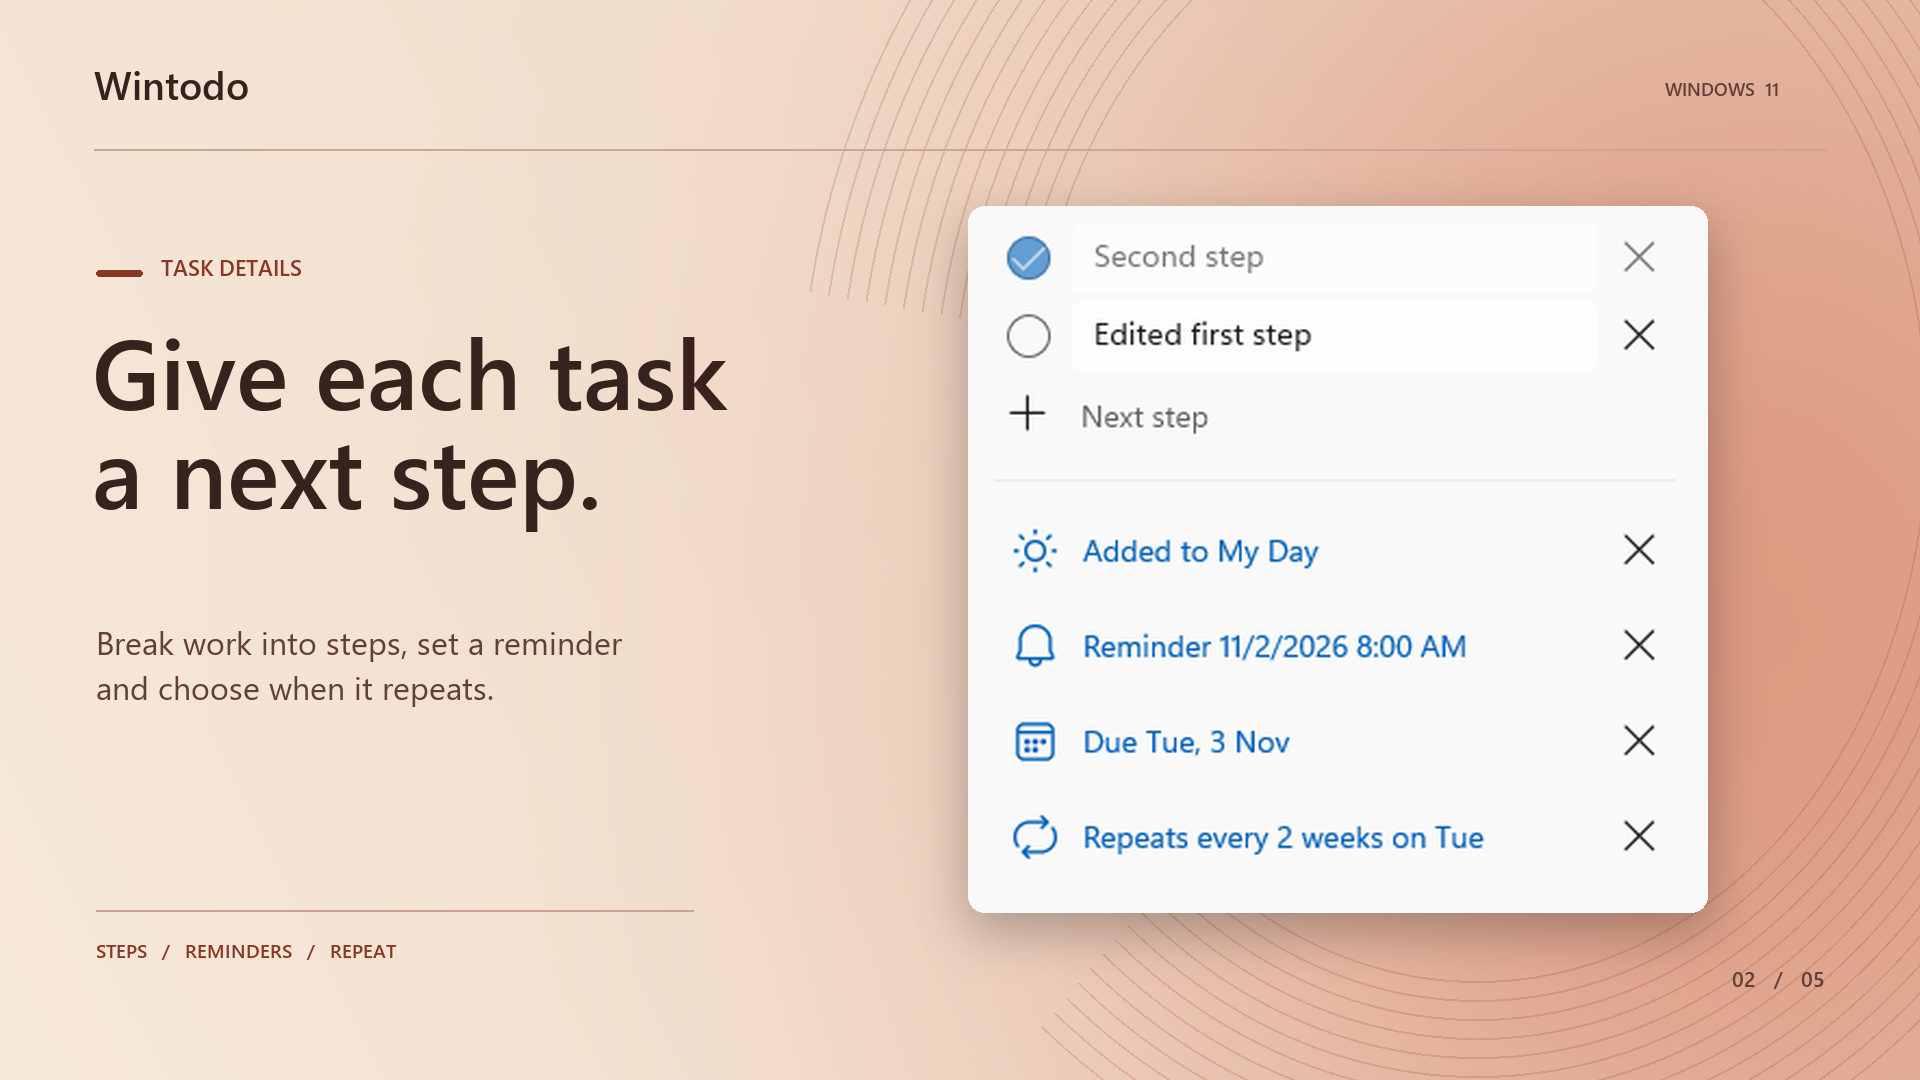 Wintodo
WINDOWS 11
TASK DETAILS
Give each task
a next step.
Break work into steps, set a reminder
and choose when it repeats.
STEPS / REMINDERS / REPEAT
Second step
Edited first step
Next step
Added to My Day
Reminder 11/2/2026 8:00 AM
Due Tue, 3 Nov
Repeats every 2 weeks on Tue
02 / 05